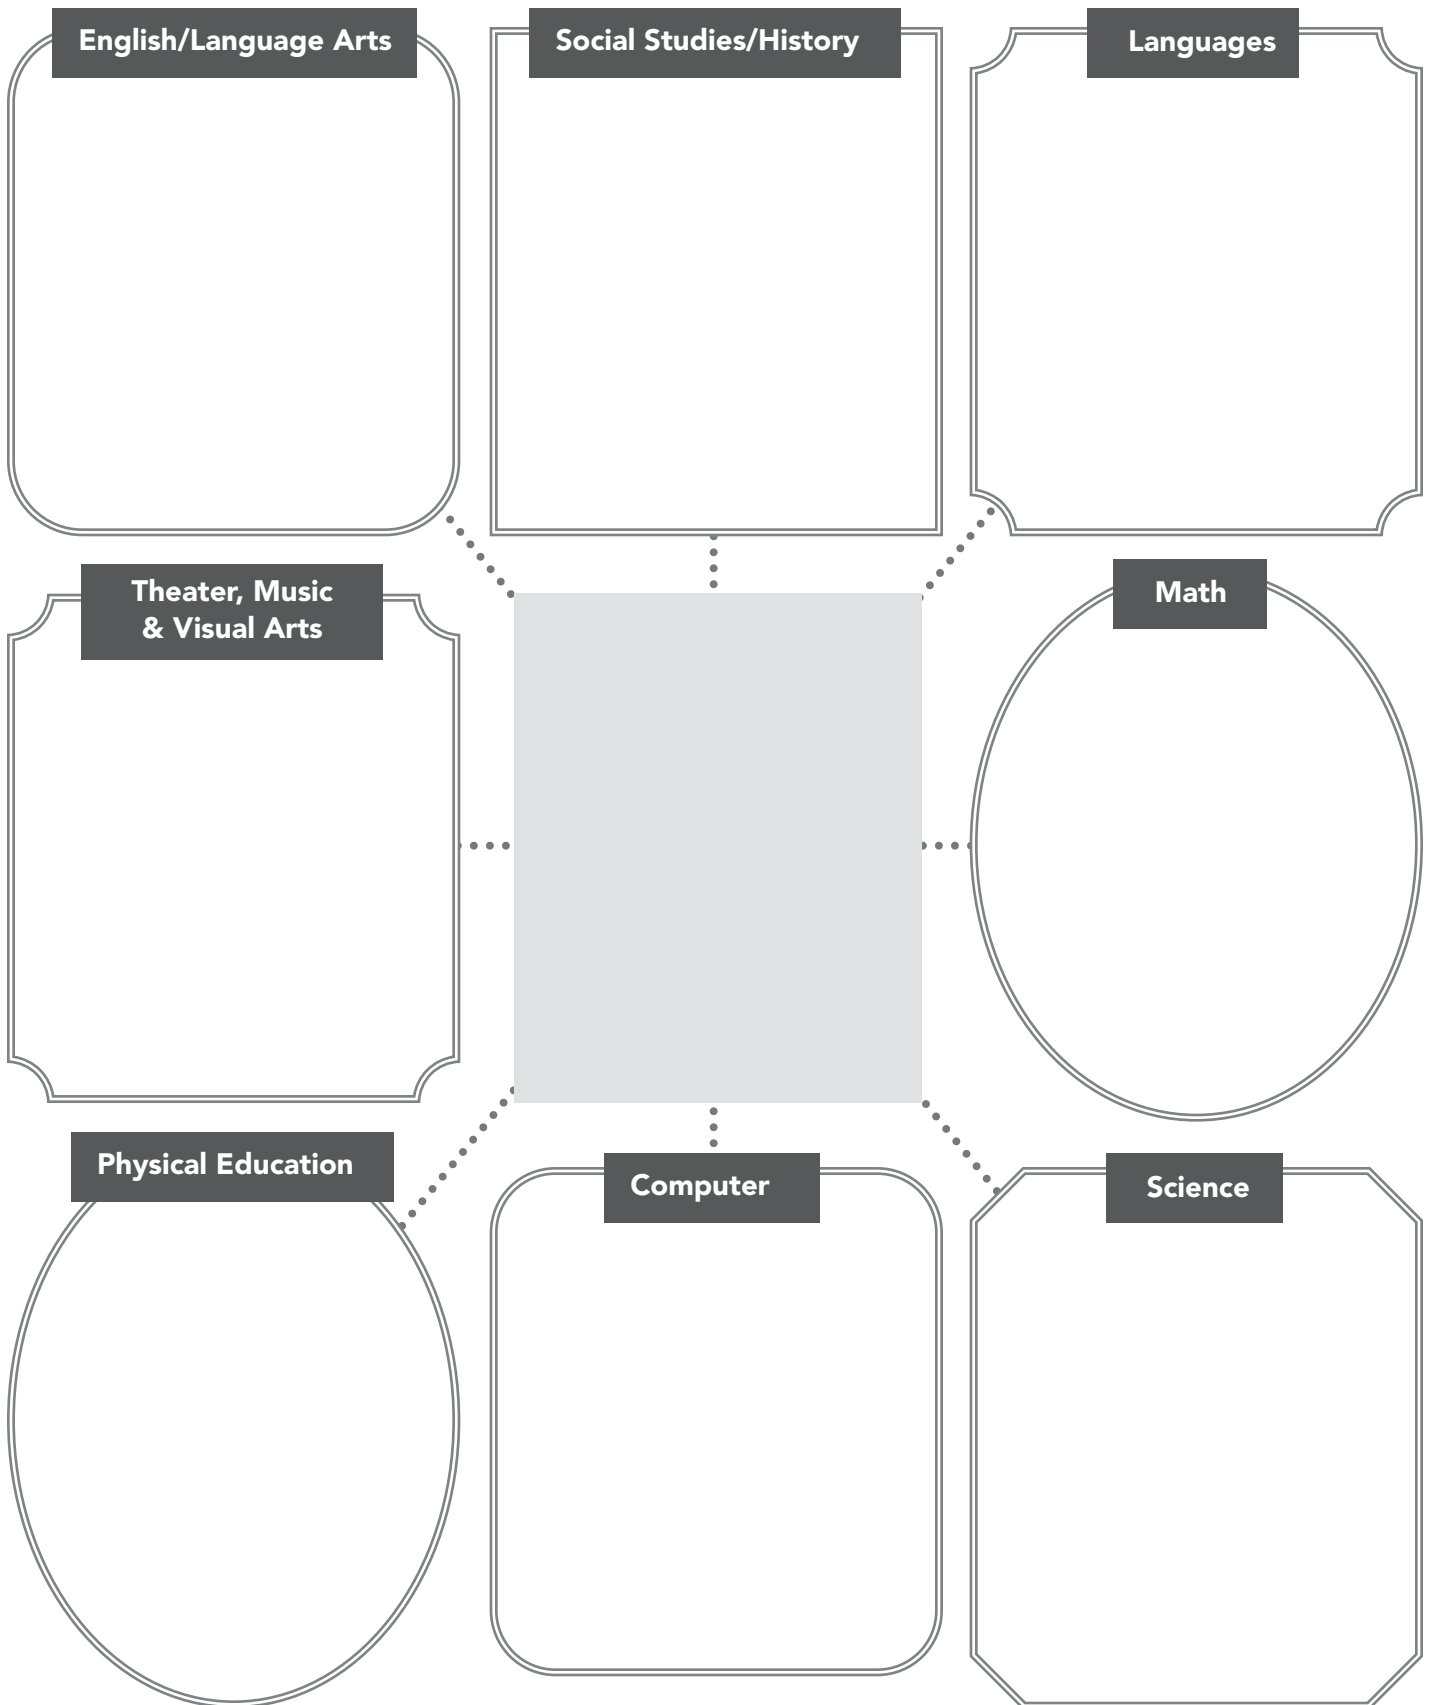 English/Language Arts
Social Studies/History
Languages
Theater, Music
& Visual Arts
Math
Physical Education
Computer
Science